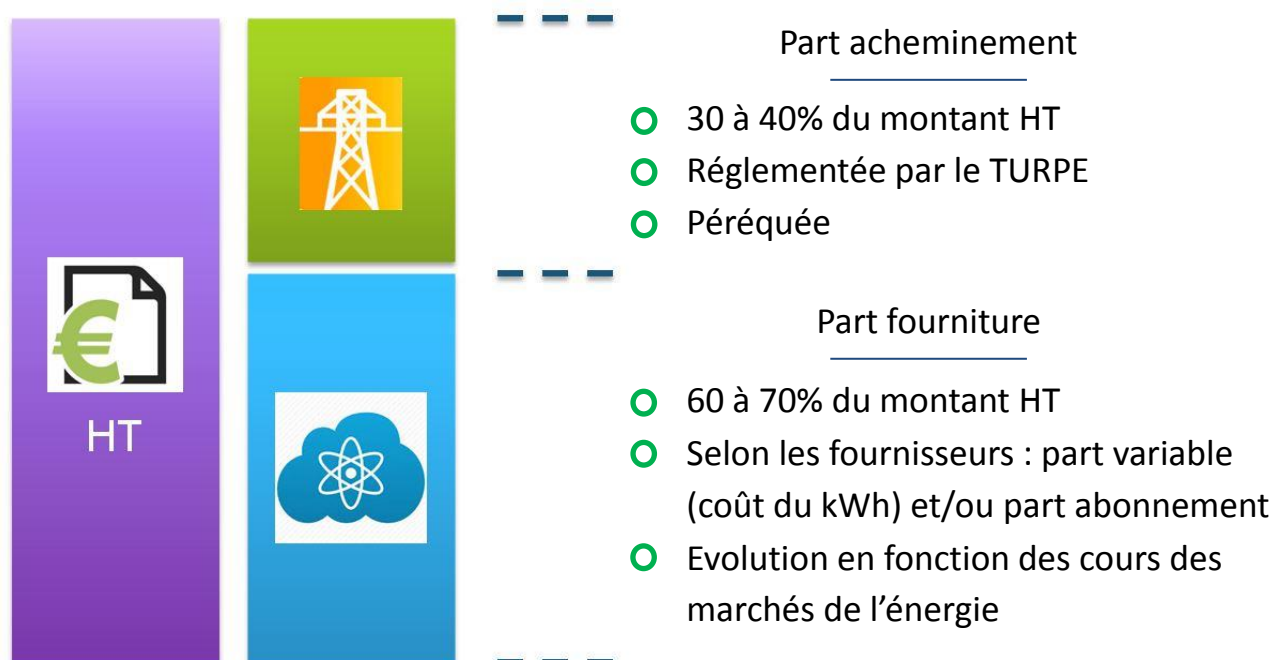 HT
Part acheminement
30 à 40% du montant HT
Réglementée par le TURPE
Péréquée
Part fourniture
60 à 70% du montant HT
Selon les fournisseurs : part variable
(coût du kWh) et/ou part abonnement
Evolution en fonction des cours des
marchés de l’énergie